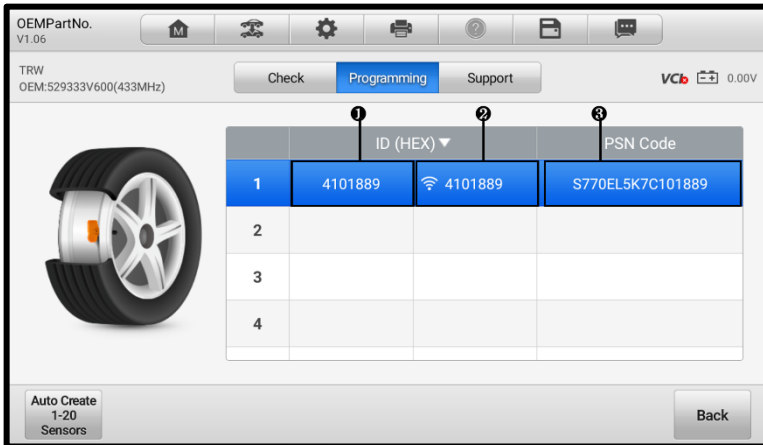 OEMPartNo.
V1.06
M
TRW
OEM:529333V600(433MHz)
Check Programming Support
VCI 0.00V
❶ ❷ ❸
ID (HEX) ▼ PSN Code
1 4101889 4101889 S770EL5K7C101889
2
3
4
Auto Create
1-20
Sensors
Back